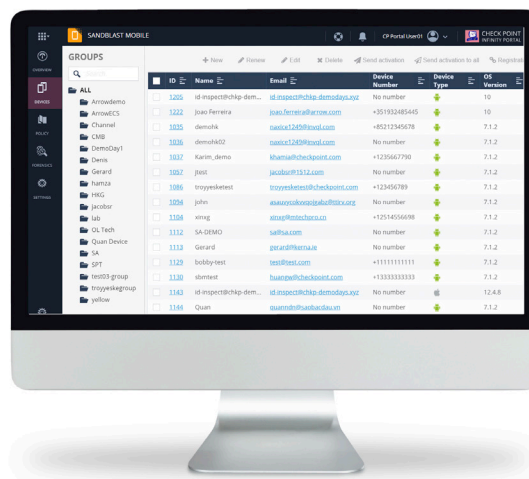 SANDBLAST MOBILE
CP Portal User01
CHECK POINT
INFINITY PORTAL
OVERVIEW
DEVICES
POLICY
FORENSICS
SETTINGS
GROUPS
ALL
Arrowdemo
ArrowECS
Channel
CMB
DemoDay1
Denis
Gerard
hamza
HKG
jacobsr
lab
OL Tech
Quan Device
SA
SPT
test03-group
troyyeskegroup
yellow
New Renew Edit Delete Send activation Send activation to all Registrat
ID Name Email Device Number Device Type OS Version
1205 id-inspect@chkp-dem... id-inspect@chkp-demodays.xyz No number 10
1222 Joao Ferreira joao.ferreira@arrow.com +351932485445 10
1035 demohk naxice1249@invql.com +85212345678 7.1.2
1036 demohk02 naxice1249@invql.com No number 7.1.2
1037 Karim_demo khamia@checkpoint.com +1235667790 7.1.2
1057 jtest jacobsr@1512.com No number 7.1.2
1086 troyyesketest troyyesketest@checkpoint.com +123456789 7.1.2
1094 john No number 7.1.2
1104 xinxg xinxg@mtechpro.cn +12514556698 7.1.2
1112 SA-DEMO sa@sa.com No number 7.1.2
1113 Gerard gerard@kerna.ie No number 7.1.2
1129 bobby-test test@test.com +11111111111 7.1.2
1130 sbmtest huangw@checkpoint.com +13333333333 7.1.2
1143 id-inspect@chkp-dem... id-inspect@chkp-demodays.xyz No number 12.4.8
1144 Quan quanndn@saobacdau.vn No number 7.1.2